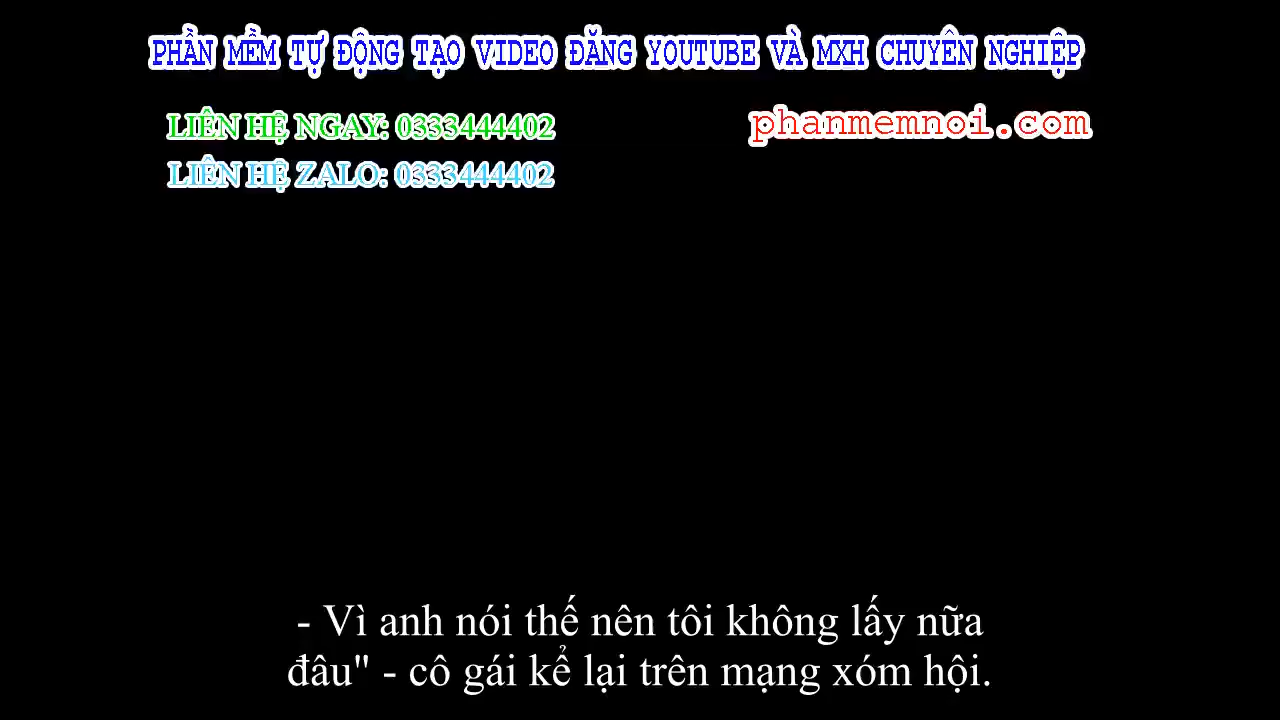 PHẦN MỀM TỰ ĐỘNG TẠO VIDEO ĐĂNG YOUTUBE VÀ MXH CHUYÊN NGHIỆP
LIÊN HỆ NGAY: 0333444402
phanmemnoi.com
LIÊN HỆ ZALO: 0333444402
- Vì anh nói thế nên tôi không lấy nữa
đâu" - cô gái kể lại trên mạng xóm hội.